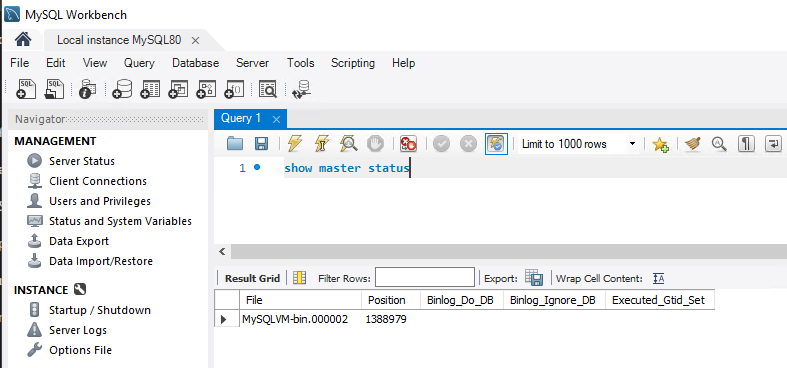 MySQL Workbench
Local instance MySQL80
File Edit View Query Database Server Tools Scripting Help
Navigator
MANAGEMENT
Server Status
Client Connections
Users and Privileges
Status and System Variables
Data Export
Data Import/Restore
INSTANCE
Startup / Shutdown
Server Logs
Options File
Query 1
Limit to 1000 rows
1 show master status
Result Grid Filter Rows: Export: Wrap Cell Content:
File Position Binlog_Do_DB Binlog_Ignore_DB Executed_Gtid_Set
MySQLVM-bin.000002 1388979